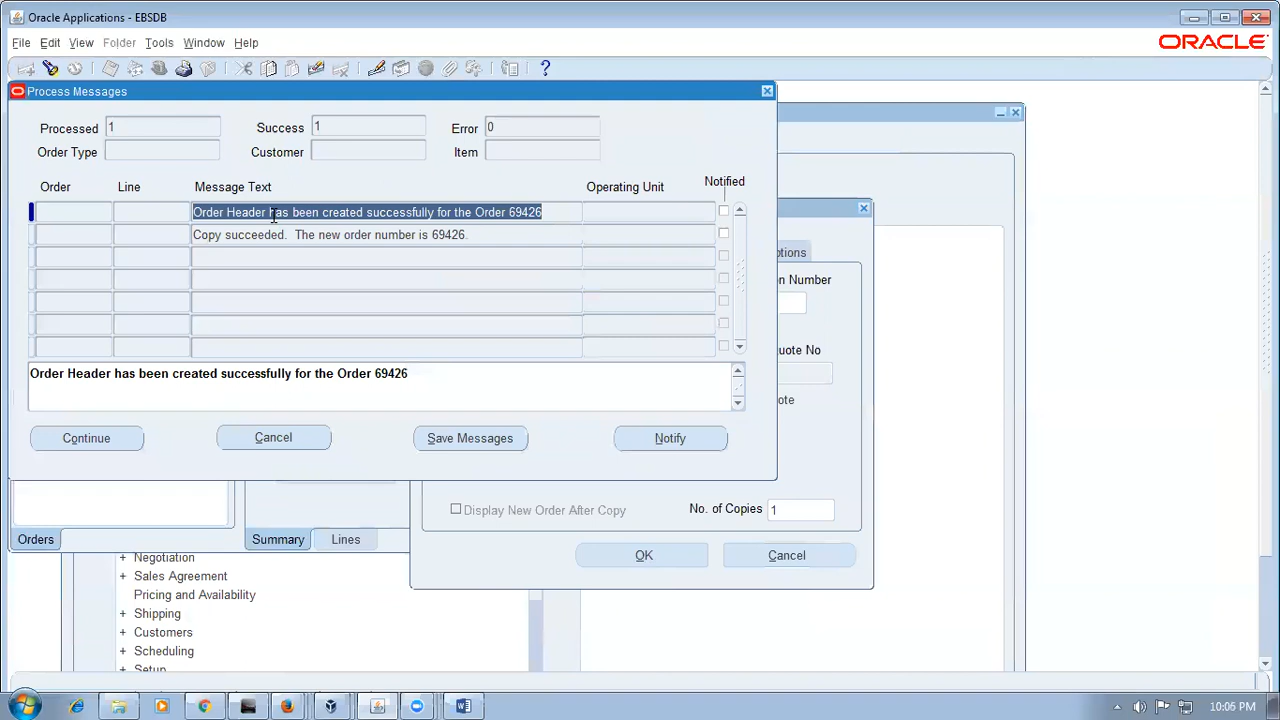 Oracle Applications - EBSDB
File Edit View Folder Tools Window Help
ORACLE
Process Messages
Processed 1 Success 1 Error 0
Order Type Customer Item
Order Line Message Text Operating Unit Notified
Order Header has been created successfully for the Order 69426
Copy succeeded. The new order number is 69426.
ptions
n Number
uote No
ote
Order Header has been created successfully for the Order 69426
Continue Cancel Save Messages Notify
Display New Order After Copy No. of Copies 1
Orders Summary Lines
OK Cancel
+ Negotiation
+ Sales Agreement
Pricing and Availability
+ Shipping
+ Customers
+ Scheduling
+ Setup
10:06 PM